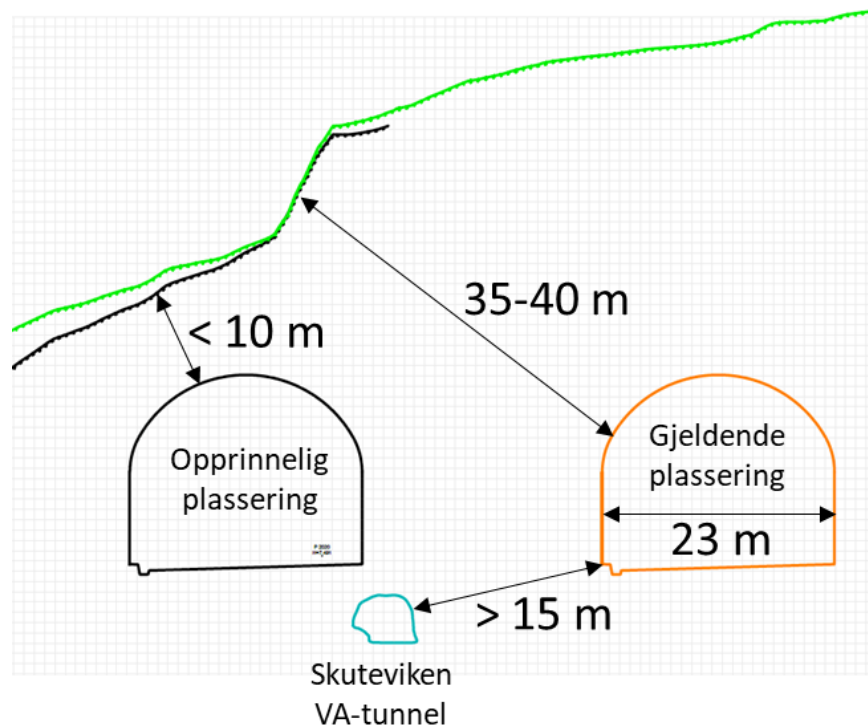 35-40 m
< 10 m
Opprinnelig
plassering
Gjeldende
plassering
23 m
> 15 m
Skuteviken
VA-tunnel